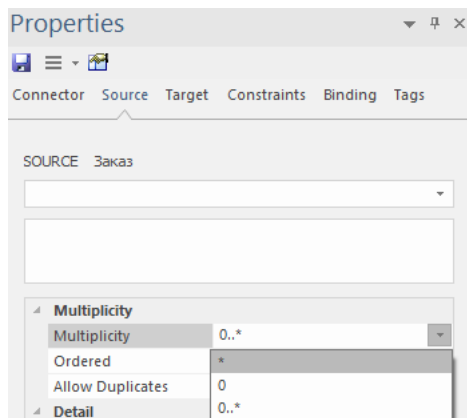 Properties
Connector Source Target Constraints Binding Tags
SOURCE Заказ
Multiplicity
Multiplicity 0..*
Ordered *
Allow Duplicates 0
Detail 0..*